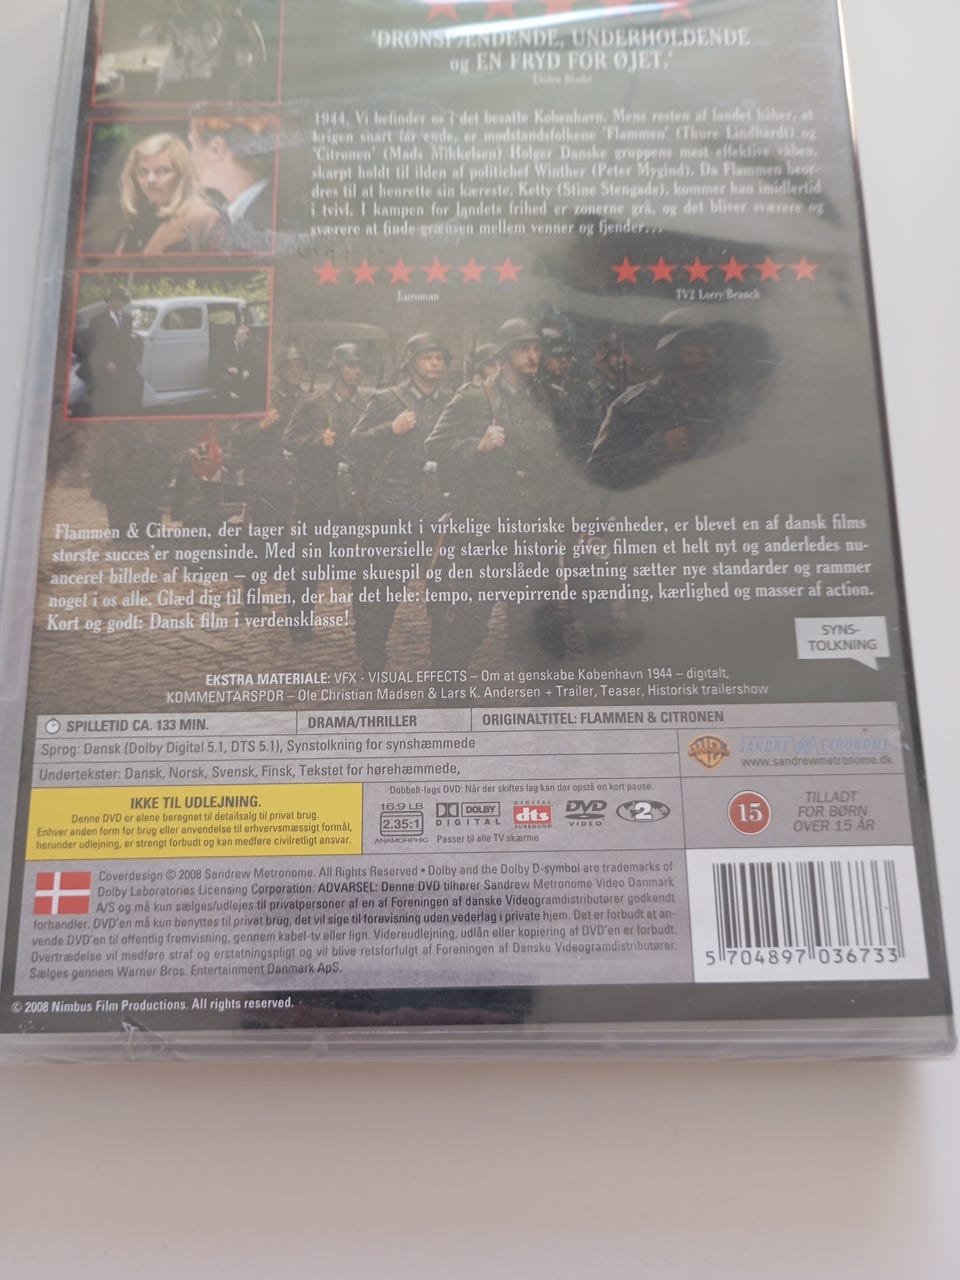 'DRØNSPÆNDENDE, UNDERHOLDENDE
og EN FRYD FOR ØJET.'
Ekstra Bladet
1944. Vi befinder os i det besatte København. Mens resten af landet håber, at
krigen snart får ende, er modstandsfolkene 'Flammen' (Thure Lindhardt) og
'Citronen' (Mads Mikkelsen) Holger Danske gruppens mest effektive våben,
skarpt holdt til ilden af politichef Winther (Peter Mygind). Da Flammen beor-
dres til at henrette sin kæreste, Ketty (Stine Stengade), kommer han imidlertid
i tvivl. I kampen for landets frihed er zonerne grå, og det bliver sværere og
sværere at finde grænsen mellem venner og fjender...
Euroman
TV2 Lorry/Brunch
Flammen & Citronen, der tager sit udgangspunkt i virkelige historiske begivenheder, er blevet en af dansk films
største succes'er nogensinde. Med sin kontroversielle og stærke historie giver filmen et helt nyt og anderledes nu-
anceret billede af krigen – og det sublime skuespil og den storslåede opsætning sætter nye standarder og rammer
noget i os alle. Glæd dig til filmen, der har det hele: tempo, nervepirrende spænding, kærlighed og masser af action.
Kort og godt: Dansk film i verdensklasse!
SYNS-
TOLKNING
EKSTRA MATERIALE: VFX - VISUAL EFFECTS – Om at genskabe København 1944 – digitalt,
KOMMENTARSPOR – Ole Christian Madsen & Lars K. Andersen + Trailer, Teaser, Historisk trailershow
SPILLETID CA. 133 MIN.
DRAMA/THRILLER
ORIGINALTITEL: FLAMMEN & CITRONEN
Sprog: Dansk (Dolby Digital 5.1, DTS 5.1), Synstolkning for synshæmmede
Undertekster: Dansk, Norsk, Svensk, Finsk, Tekstet for hørehæmmede,
WB
SANDREW METRONOME
www.sandrewmetronome.dk
IKKE TIL UDLEJNING.
Denne DVD er alene beregnet til detailsalg til privat brug.
Enhver anden form for brug eller anvendelse til erhvervsmæssigt formål,
herunder udlejning, er strengt forbudt og kan medføre civilretligt ansvar.
Dobbelt-lags DVD: Når der skiftes lag kan der opstå en kort pause.
16:9 LB
2.35:1
ANAMORPHIC
DOLBY
DIGITAL
DIGITAL
dts
SURROUND
DVD
VIDEO
2
Passer til alle TV skærme
15
TILLADT
FOR BØRN
OVER 15 ÅR
Coverdesign © 2008 Sandrew Metronome. All Rights Reserved • Dolby and the Dolby D-symbol are trademarks of
Dolby Laboratories Licensing Corporation. ADVARSEL: Denne DVD tilhører Sandrew Metronome Video Danmark
A/S og må kun sælges/udlejes til privatpersoner af en af Foreningen af danske Videogramdistributører godkendt
forhandler. DVD'en må kun benyttes til privat brug, det vil sige til forevisning uden vederlag i private hjem. Det er forbudt at an-
vende DVD'en til offentlig fremvisning, gennem kabel-tv eller lign. Videreudlejning, udlån eller kopiering af DVD'en er forbudt.
Overtrædelse vil medføre straf og erstatningspligt og vil blive retsforfulgt af Foreningen af Danske Videogramdistributører.
Sælges gennem Warner Bros. Entertainment Danmark ApS.
5 704897 036733
© 2008 Nimbus Film Productions. All rights reserved.